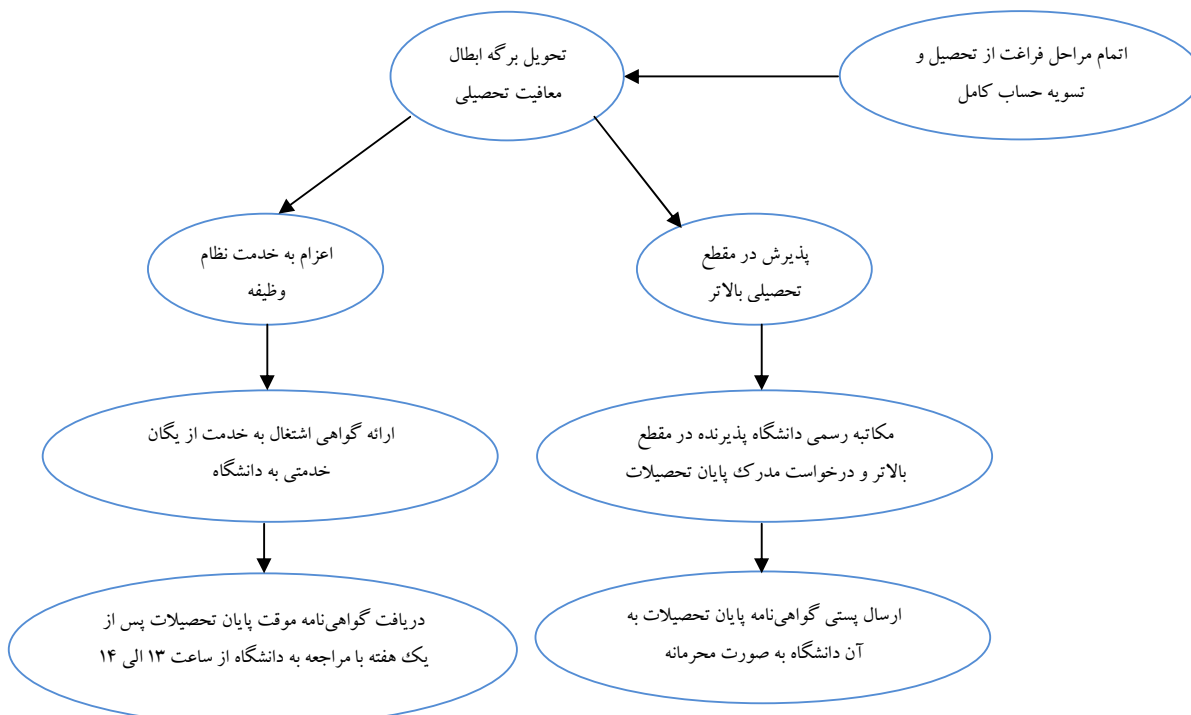 اتمام مراحل فراغت از تحصیل و
تسویه حساب کامل
تحویل برگه ابطال
معافیت تحصیلی
پذیرش در مقطع
تحصیلی بالاتر
اعزام به خدمت نظام
وظیفه
مکاتبه رسمی دانشگاه پذیرنده در مقطع
بالاتر و درخواست مدرک پایان تحصیلات
ارائه گواهی اشتغال به خدمت از یگان
خدمتی به دانشگاه
ارسال پستی گواهی‌نامه پایان تحصیلات به
آن دانشگاه به صورت محرمانه
دریافت گواهی‌نامه موقت پایان تحصیلات پس از
یک هفته با مراجعه به دانشگاه از ساعت ۱۳ الی ۱۴